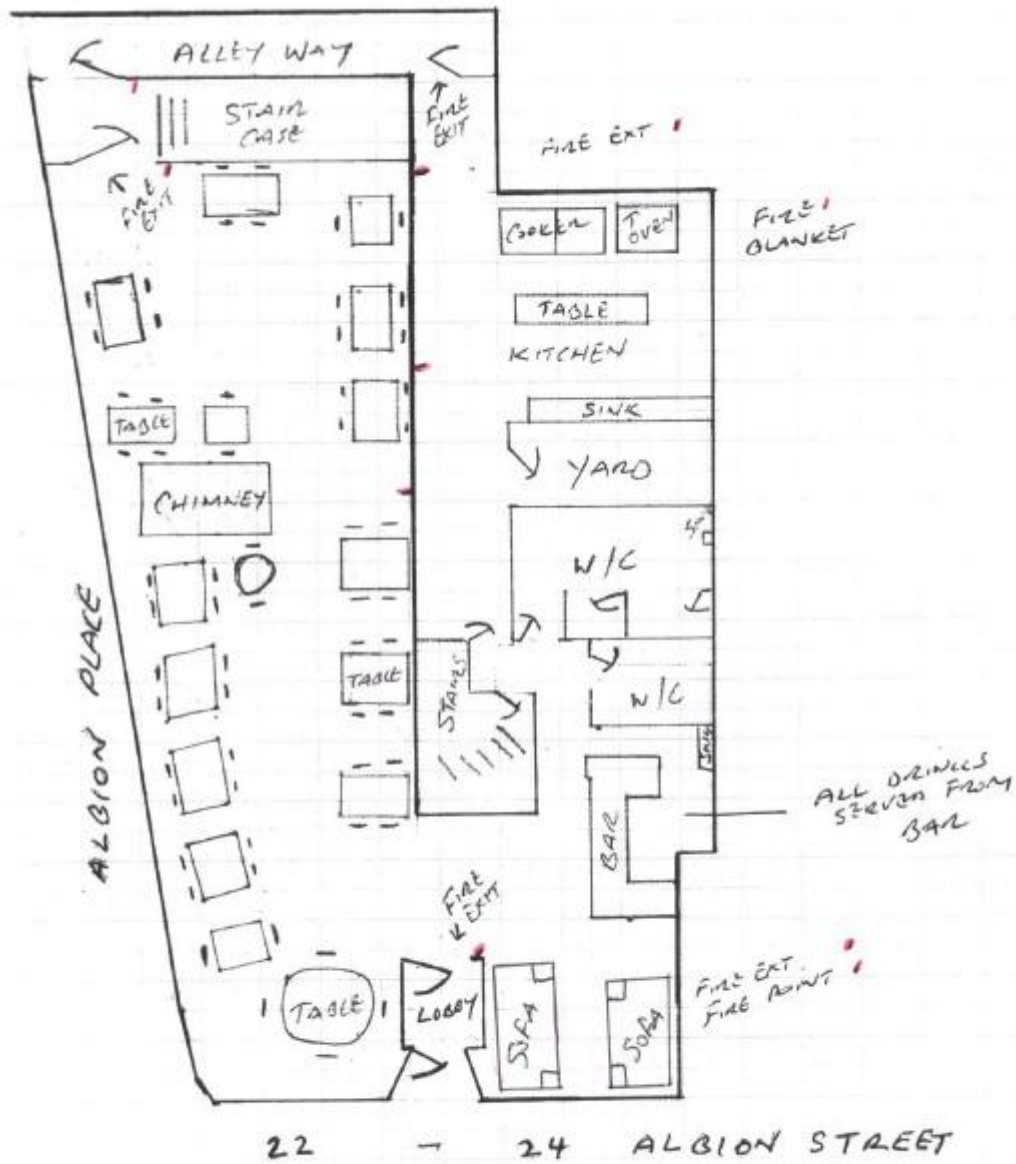 ALLEY WAY
STAIR
CASE
FIRE
EXIT
FIRE EXT
FIRE
EXIT
FIRE
BLANKET
COOKER
T
OVEN
TABLE
KITCHEN
SINK
TABLE
YARD
CHIMNEY
W/C
ALBION PLACE
STAIRS
TABLE
W/C
SINK
ALL DRINKS
SERVED FROM
BAR
BAR
FIRE
EXIT
FIRE EXT
FIRE POINT
TABLE
LOBBY
SOFA
SOFA
22 - 24 ALBION STREET